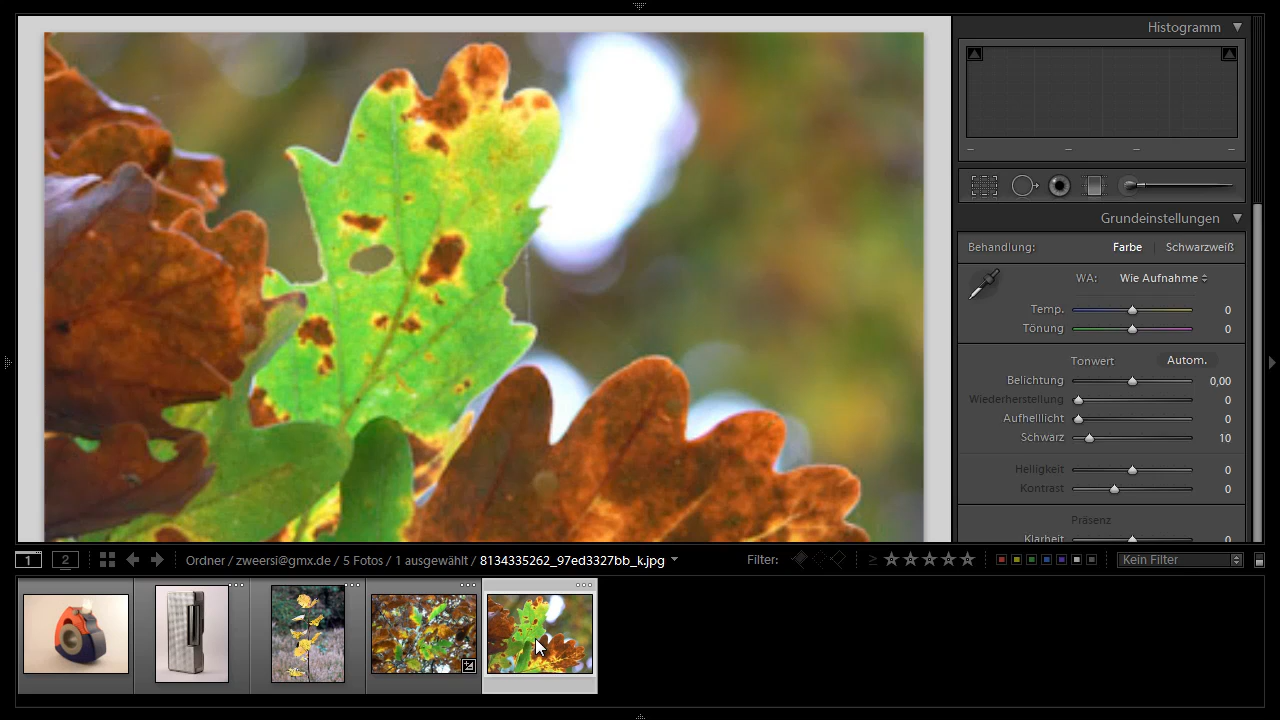 Histogramm
Grundeinstellungen
Behandlung: Farbe Schwarzweiß
WA: Wie Aufnahme
Temp. 0
Tönung 0
Tonwert Autom.
Belichtung 0,00
Wiederherstellung 0
Aufhelllicht 0
Schwarz 10
Helligkeit 0
Kontrast 0
Präsenz
Klarheit 0
1 2 Ordner / zweersi@gmx.de / 5 Fotos / 1 ausgewählt / 8134335262_97ed3327bb_k.jpg Filter: ≥ Kein Filter